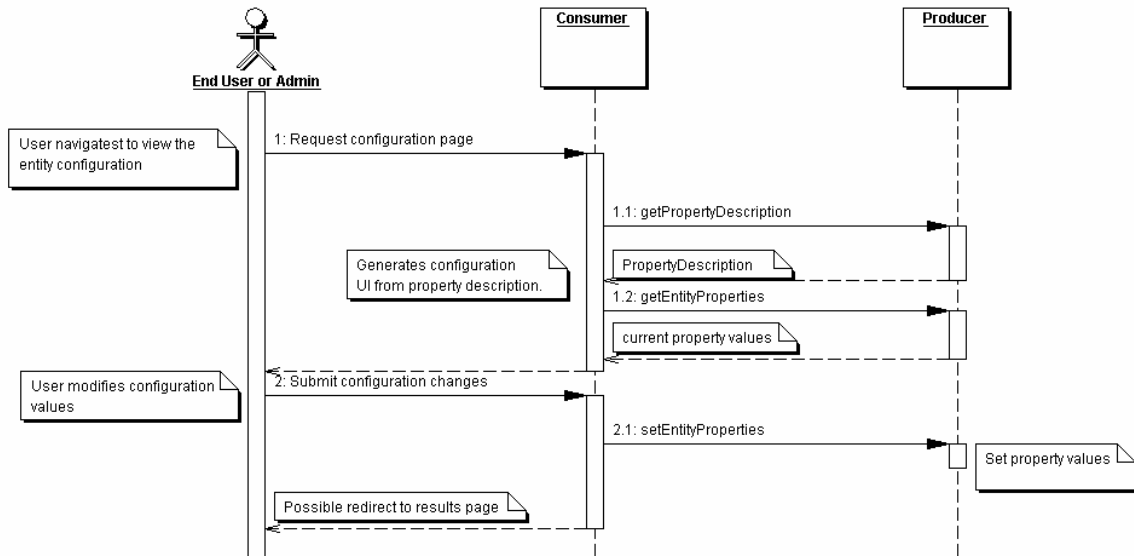 Consumer
Producer
End User or Admin
User navigatest to view the
entity configuration
1: Request configuration page
1.1: getPropertyDescription
Generates configuration
UI from property description.
PropertyDescription
1.2: getEntityProperties
current property values
User modifies configuration
values
2: Submit configuration changes
2.1: setEntityProperties
Set property values
Possible redirect to results page